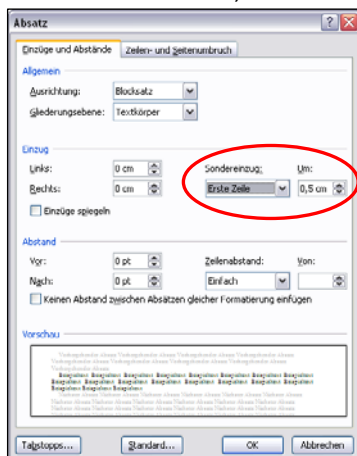 Absatz
Einzüge und Abstände Zeilen- und Seitenumbruch
Allgemein
Ausrichtung: Blocksatz
Gliederungsebene: Textkörper
Einzug
Links: 0 cm Sondereinzug: Um:
Rechts: 0 cm Erste Zeile 0,5 cm
Einzüge spiegeln
Abstand
Vor: 0 pt Zeilenabstand: Von:
Nach: 0 pt Einfach
Keinen Abstand zwischen Absätzen gleicher Formatierung einfügen
Vorschau
Tabstopps... Standard... OK Abbrechen